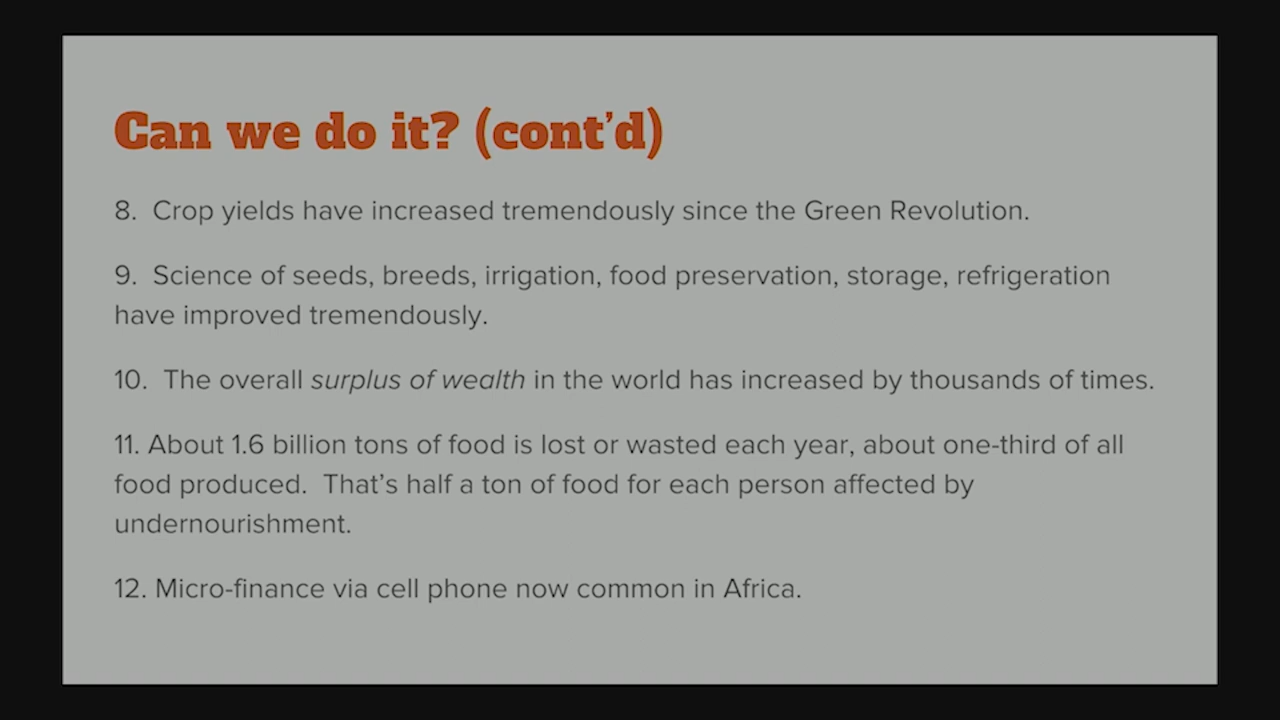 Can we do it? (cont’d)
8.  Crop yields have increased tremendously since the Green Revolution.
9.  Science of seeds, breeds, irrigation, food preservation, storage, refrigeration
have improved tremendously.
10.  The overall surplus of wealth in the world has increased by thousands of times.
11. About 1.6 billion tons of food is lost or wasted each year, about one-third of all
food produced.  That’s half a ton of food for each person affected by
undernourishment.
12. Micro-finance via cell phone now common in Africa.